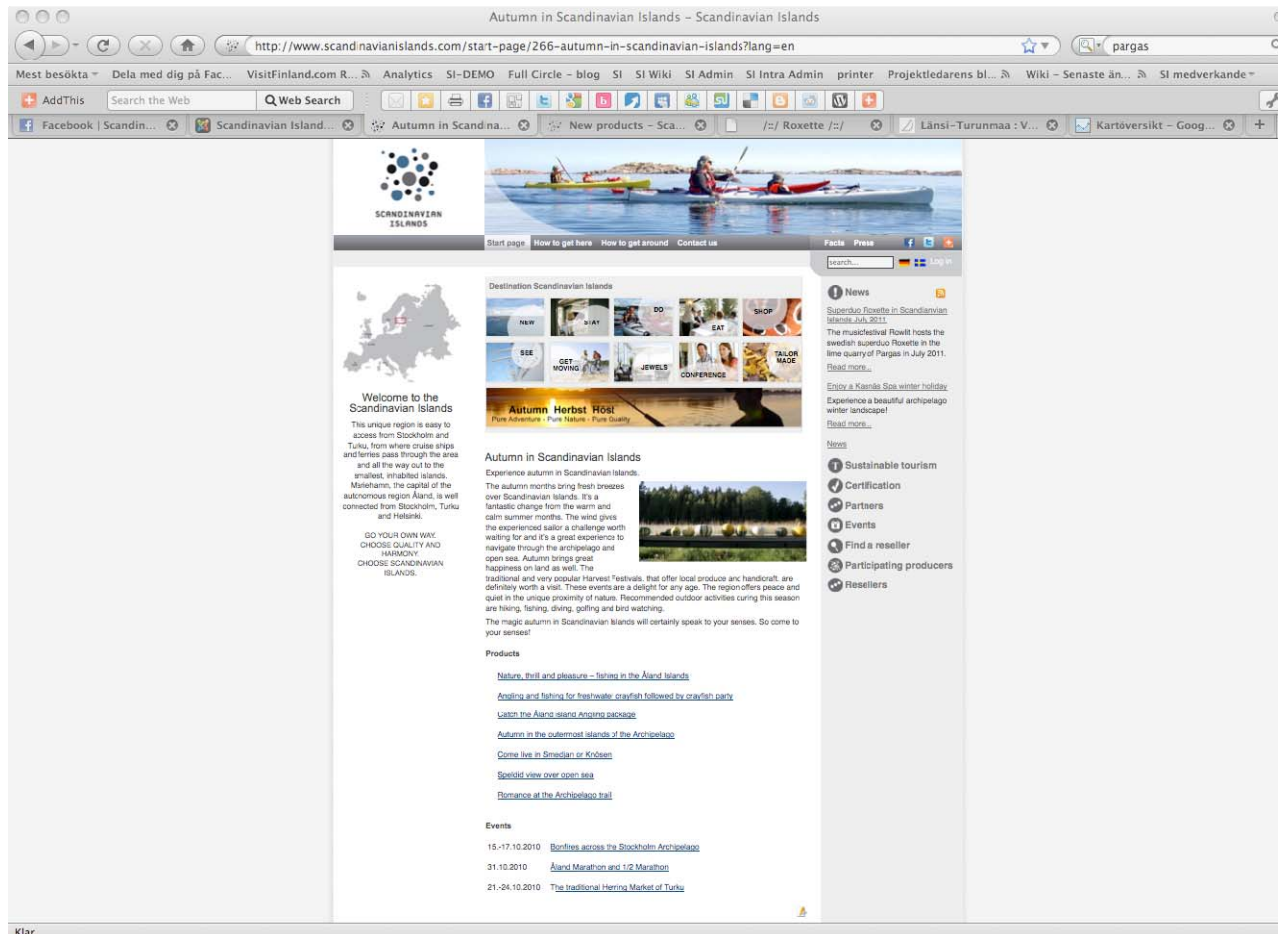 Autumn in Scandinavian Islands – Scandinavian Islands
http://www.scandinavianislands.com/start-page/266-autumn-in-scandinavian-islands?lang=en
pargas
Mest besökta Dela med dig på Fac... VisitFinland.com R... Analytics SI-DEMO Full Circle – blog SI SI Wiki SI Admin SI Intra Admin printer Projektledarens bl... Wiki – Senaste än... SI medverkande
AddThis Search the Web Web Search
Facebook | Scandin... Scandinavian Island... Autumn in Scandina... New products – Sca... /::/ Roxette /::/ Länsi-Turunmaa : V... Kartöversikt – Goog...
SCANDINAVIAN
ISLANDS
Start page How to get here How to get around Contact us Facts Press
search... Log in
Welcome to the
Scandinavian Islands
This unique region is easy to
access from Stockholm and
Turku, from where cruise ships
and ferries pass through the area
and all the way out to the
smallest, inhabited islands.
Mariehamn, the capital of the
autonomous region Åland, is well
connected from Stockholm, Turku
and Helsinki.
GO YOUR OWN WAY.
CHOOSE QUALITY AND
HARMONY.
CHOOSE SCANDINAVIAN
ISLANDS.
Destination Scandinavian Islands
NEW STAY DO EAT SHOP
SEE GET MOVING JEWELS CONFERENCE TAILOR MADE
Autumn Herbst Höst
Pure Adventure - Pure Nature - Pure Quality
Autumn in Scandinavian Islands
Experience autumn in Scandinavian Islands.
The autumn months bring fresh breezes
over Scandinavian Islands. It's a
fantastic change from the warm and
calm summer months. The wind gives
the experienced sailor a challenge worth
waiting for and it's a great experience to
navigate through the archipelago and
open sea. Autumn brings great
happiness on land as well. The
traditional and very popular Harvest Festivals, that offer local produce and handicraft, are
definitely worth a visit. These events are a delight for any age. The region offers peace and
quiet in the unique proximity of nature. Recommended outdoor activities during this season
are hiking, fishing, diving, golfing and bird watching.
The magic autumn in Scandinavian Islands will certainly speak to your senses. So come to
your senses!
Products
Nature, thrill and pleasure – fishing in the Åland Islands
Angling and fishing for freshwater crayfish followed by crayfish party
Catch the Åland island Angling package
Autumn in the outermost islands of the Archipelago
Come live in Smedjan or Knösen
Speldid view over open sea
Romance at the Archipelago trail
Events
15.-17.10.2010 Bonfires across the Stockholm Archipelago
31.10.2010 Åland Marathon and 1/2 Marathon
21.-24.10.2010 The traditional Herring Market of Turku
News
Superduo Roxette in Scandianvian
Islands July 2011
The musicfestival Rowlit hosts the
swedish superduo Roxette in the
lime quarry of Pargas in July 2011.
Read more...
Enjoy a Kasnäs Spa winter holiday
Experience a beautiful archipelago
winter landscape!
Read more...
News
Sustainable tourism
Certification
Partners
Events
Find a reseller
Participating producers
Resellers
Klar